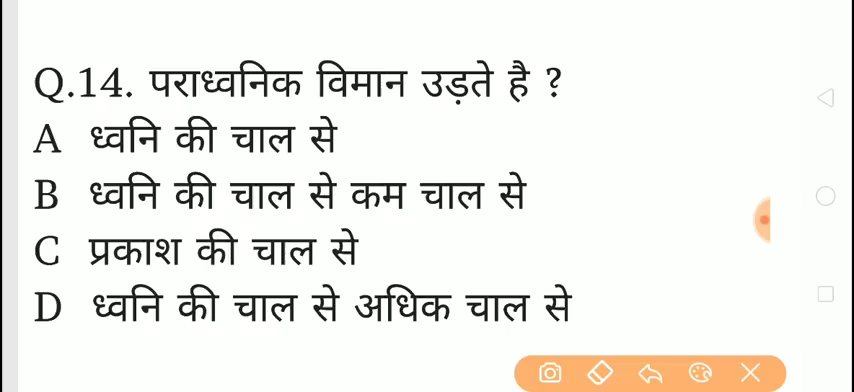 Q.14. पराध्वनिक विमान उड़ते है ?
A ध्वनि की चाल से
B ध्वनि की चाल से कम चाल से
C प्रकाश की चाल से
D ध्वनि की चाल से अधिक चाल से